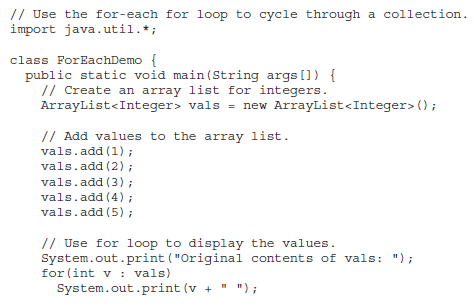 // Use the for-each for loop to cycle through a collection.
import java.util.*;
class ForEachDemo {
public static void main(String args[]) {
// Create an array list for integers.
ArrayList<Integer> vals = new ArrayList<Integer>();
// Add values to the array list.
vals.add(1);
vals.add(2);
vals.add(3);
vals.add(4);
vals.add(5);
// Use for loop to display the values.
System.out.print("Original contents of vals: ");
for(int v : vals)
System.out.print(v + " ");